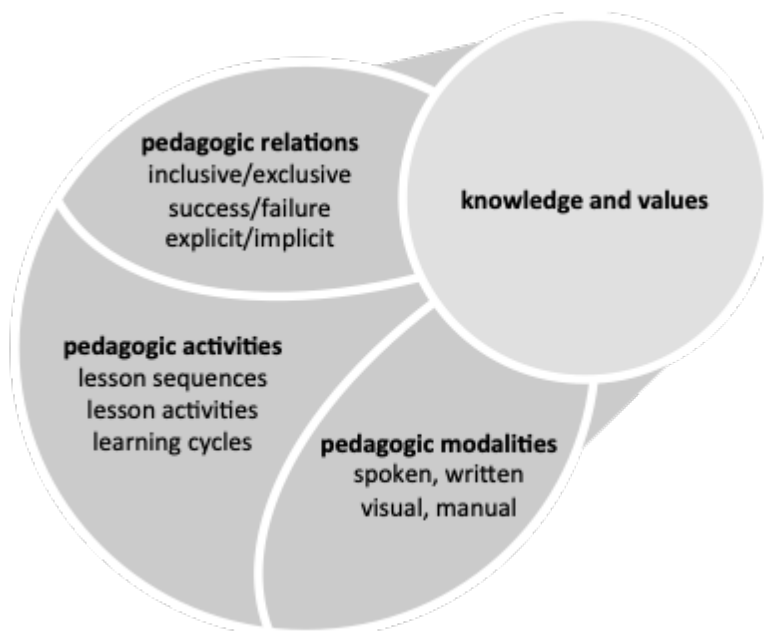 pedagogic relations
inclusive/exclusive
success/failure
explicit/implicit
knowledge and values
pedagogic activities
lesson sequences
lesson activities
learning cycles
pedagogic modalities
spoken, written
visual, manual